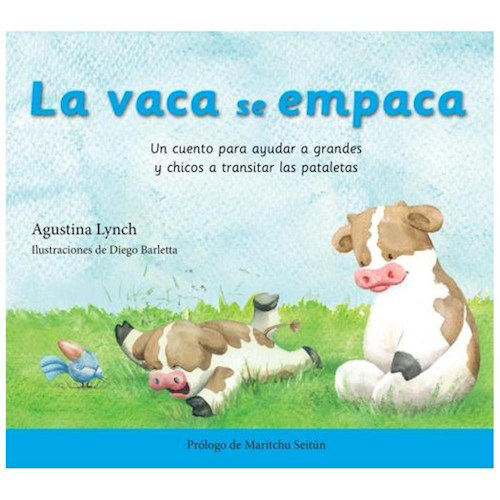 La vaca se empaca
Un cuento para ayudar a grandes
y chicos a transitar las pataletas
Agustina Lynch
Ilustraciones de Diego Barletta
Prólogo de Maritchu Seitún